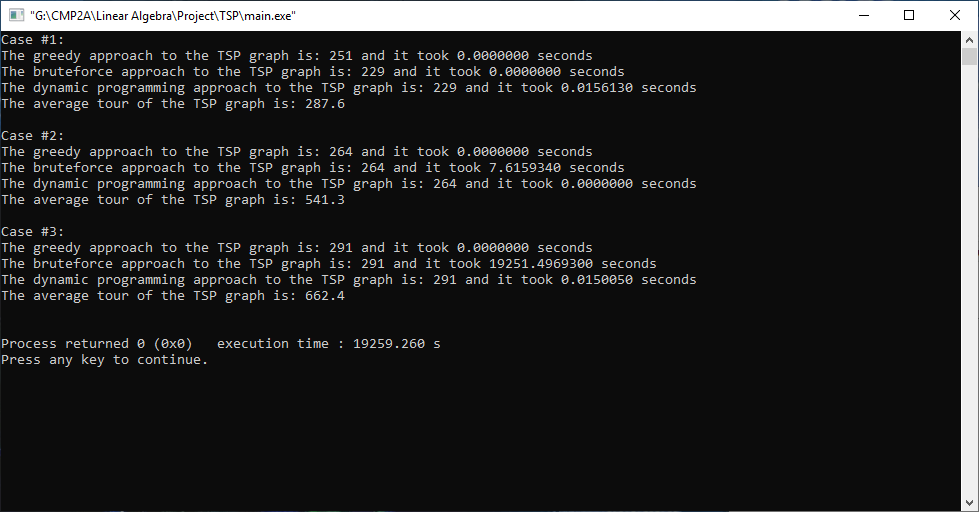 "G:\CMP2A\Linear Algebra\Project\TSP\main.exe"
Case #1:
The greedy approach to the TSP graph is: 251 and it took 0.0000000 seconds
The bruteforce approach to the TSP graph is: 229 and it took 0.0000000 seconds
The dynamic programming approach to the TSP graph is: 229 and it took 0.0156130 seconds
The average tour of the TSP graph is: 287.6
Case #2:
The greedy approach to the TSP graph is: 264 and it took 0.0000000 seconds
The bruteforce approach to the TSP graph is: 264 and it took 7.6159340 seconds
The dynamic programming approach to the TSP graph is: 264 and it took 0.0000000 seconds
The average tour of the TSP graph is: 541.3
Case #3:
The greedy approach to the TSP graph is: 291 and it took 0.0000000 seconds
The bruteforce approach to the TSP graph is: 291 and it took 19251.4969300 seconds
The dynamic programming approach to the TSP graph is: 291 and it took 0.0150050 seconds
The average tour of the TSP graph is: 662.4
Process returned 0 (0x0)   execution time : 19259.260 s
Press any key to continue.